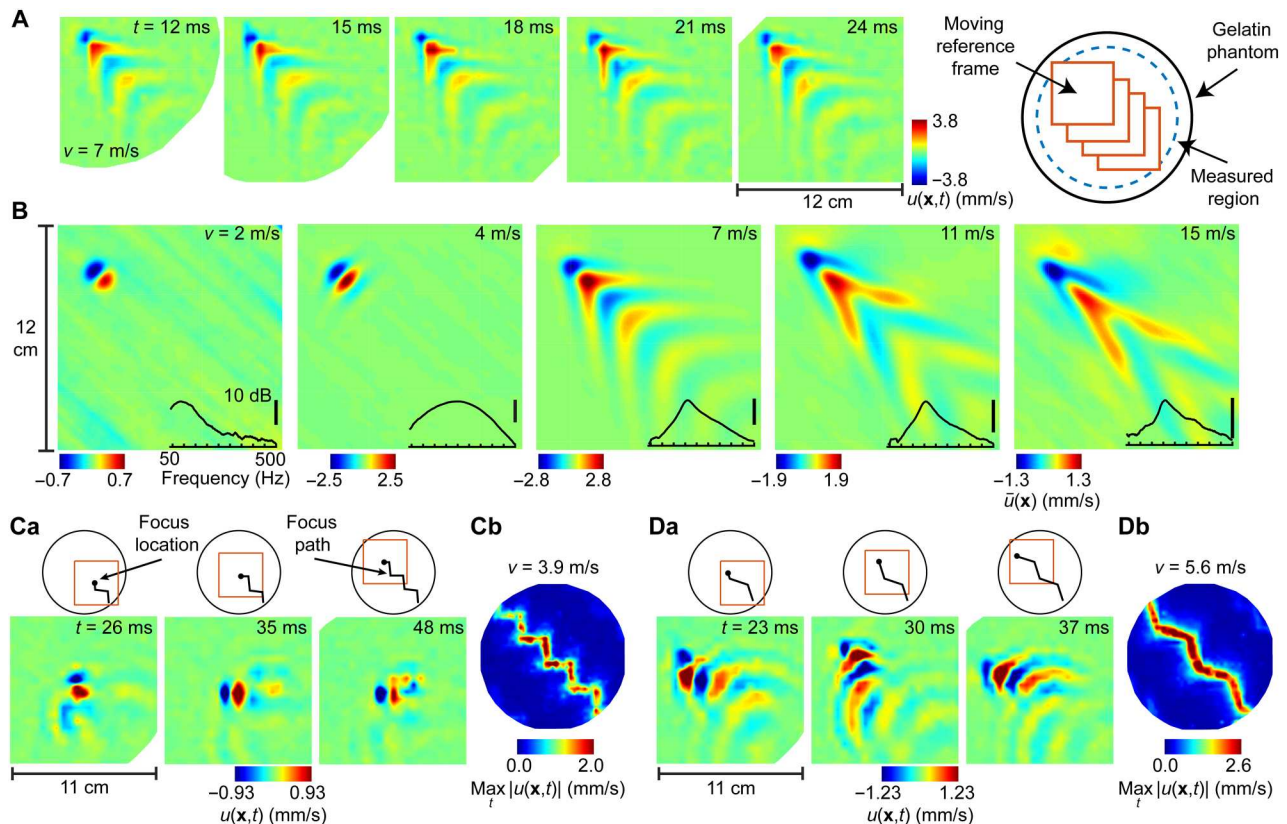 A
t = 12 ms
15 ms
18 ms
21 ms
24 ms
v = 7 m/s
3.8
−3.8
u(x,t) (mm/s)
12 cm
Moving
reference
frame
Gelatin
phantom
Measured
region
B
v = 2 m/s
4 m/s
7 m/s
11 m/s
15 m/s
12
cm
10 dB
50
500
Frequency (Hz)
−0.7
0.7
−2.5
2.5
−2.8
2.8
−1.9
1.9
−1.3
1.3
ū(x) (mm/s)
Ca
Focus
location
Focus
path
t = 26 ms
35 ms
48 ms
11 cm
−0.93
0.93
u(x,t) (mm/s)
Cb
v = 3.9 m/s
0.0
2.0
Max |u(x,t)| (mm/s)
t
Da
t = 23 ms
30 ms
37 ms
11 cm
-1.23
1.23
u(x,t) (mm/s)
Db
v = 5.6 m/s
0.0
2.6
Max |u(x,t)| (mm/s)
t